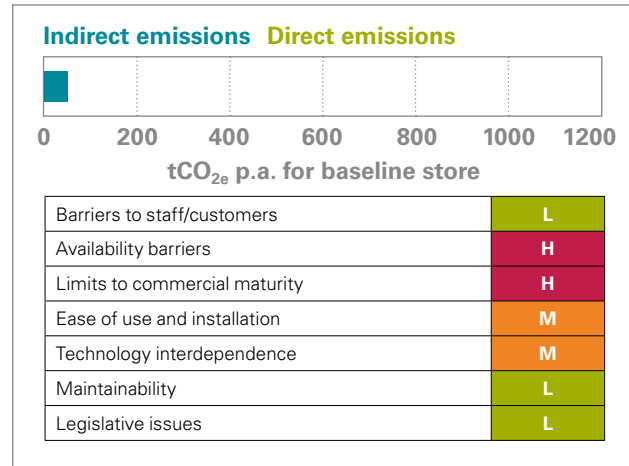 Indirect emissions Direct emissions
0 200 400 600 800 1000 1200
tCO2e p.a. for baseline store
Barriers to staff/customers L
Availability barriers H
Limits to commercial maturity H
Ease of use and installation M
Technology interdependence M
Maintainability L
Legislative issues L